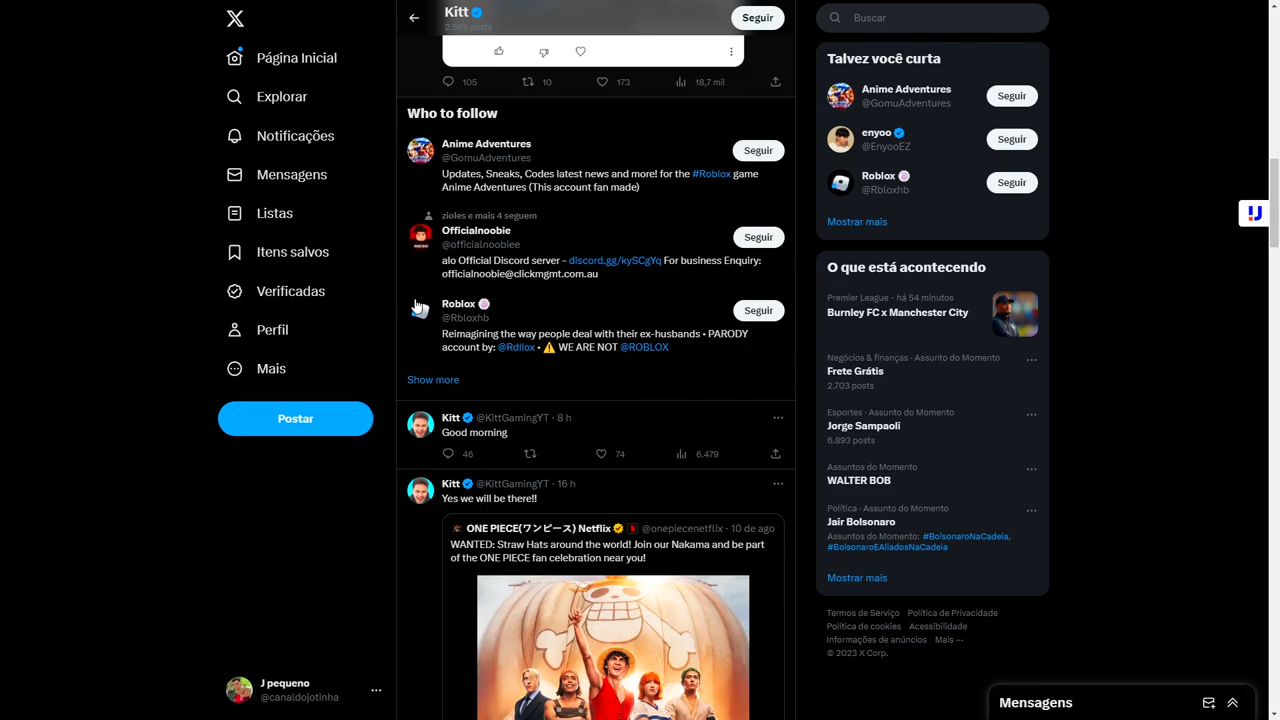 Página Inicial
Explorar
Notificações
Mensagens
Listas
Itens salvos
Verificadas
Perfil
Mais
Postar
J pequeno
@canaldojotinha
Kitt
2.585 posts
Seguir
105
10
173
18,7 mil
Who to follow
Anime Adventures
@GomuAdventures
Seguir
Updates, Sneaks, Codes latest news and more! for the #Roblox game
Anime Adventures (This account fan made)
zioles e mais 4 seguem
Officialnoobie
@officialnoobiee
Seguir
alo Official Discord server – discord.gg/kySCgYq For business Enquiry:
officialnoobie@clickmgmt.com.au
Roblox
@Rbloxhb
Seguir
Reimagining the way people deal with their ex-husbands • PARODY
account by: @Rdllox • ⚠️ WE ARE NOT @ROBLOX
Show more
Kitt @KittGamingYT · 8 h
Good morning
46
74
6.479
Kitt @KittGamingYT · 16 h
Yes we will be there!!
ONE PIECE(ワンピース) Netflix @onepiecenetflix · 10 de ago
WANTED: Straw Hats around the world! Join our Nakama and be part
of the ONE PIECE fan celebration near you!
Buscar
Talvez você curta
Anime Adventures
@GomuAdventures
Seguir
enyoo
@EnyooEZ
Seguir
Roblox
@Rbloxhb
Seguir
Mostrar mais
O que está acontecendo
Premier League · há 54 minutos
Burnley FC x Manchester City
Negócios & finanças · Assunto do Momento
Frete Grátis
2.703 posts
Esportes · Assunto do Momento
Jorge Sampaoli
6,893 posts
Assuntos do Momento
WALTER BOB
Política · Assunto do Momento
Jair Bolsonaro
Assuntos do Momento: #BolsonaroNaCadeia,
#BolsonaroEAliadosNaCadeia
Mostrar mais
Termos de Serviço Política de Privacidade
Política de cookies Acessibilidade
Informações de anúncios Mais ···
© 2023 X Corp.
Mensagens